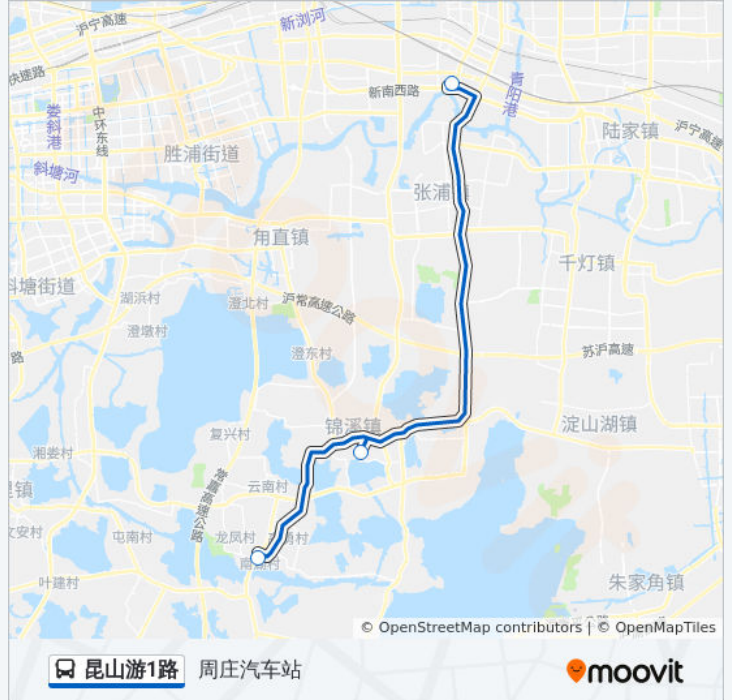 沪宁高速
新浏河
快速路
新南西路
青阳港
娄斜港
中环东线
陆家镇
沪宁高速
胜浦街道
斜塘河
张浦
甪直镇
千灯镇
斜塘街道
湖浜村
澄北村
沪常高速公路
澄墩村
路
澄东村
苏沪高速
锦溪镇
淀山湖镇
复兴村
湘娄村
云南村
常嘉高速公路
屯南村
龙凤村
叶建村
朱家角镇
© OpenStreetMap contributors | © OpenMapTiles
昆山游1路 周庄汽车站
moovit